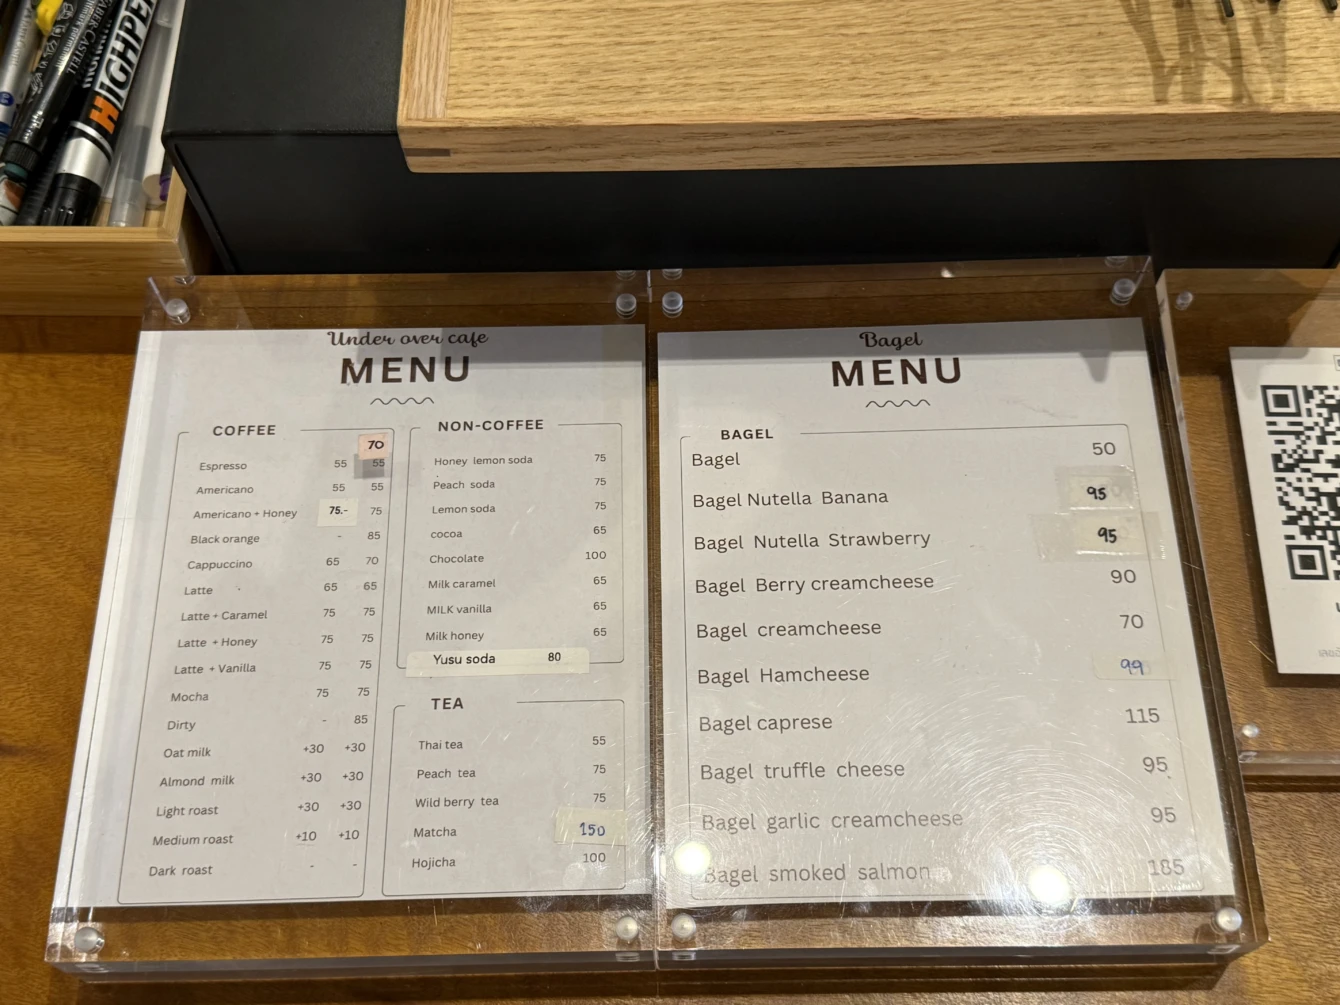 FABER-CASTELL
HIGHPE
Under over cafe
MENU
COFFEE
70
Espresso 55 55
Americano 55 55
Americano + Honey 75.- 75
Black orange - 85
Cappuccino 65 70
Latte 65 65
Latte + Caramel 75 75
Latte + Honey 75 75
Latte + Vanilla 75 75
Mocha 75 75
Dirty - 85
Oat milk +30 +30
Almond milk +30 +30
Light roast +30 +30
Medium roast +10 +10
Dark roast - -
NON-COFFEE
Honey lemon soda 75
Peach soda 75
Lemon soda 75
cocoa 65
Chocolate 100
Milk caramel 65
MILK vanilla 65
Milk honey 65
Yusu soda 80
TEA
Thai tea 55
Peach tea 75
Wild berry tea 75
Matcha 150
Hojicha 100
Bagel
MENU
BAGEL
Bagel 50
Bagel Nutella Banana 95
Bagel Nutella Strawberry 95
Bagel Berry creamcheese 90
Bagel creamcheese 70
Bagel Hamcheese 99
Bagel caprese 115
Bagel truffle cheese 95
Bagel garlic creamcheese 95
Bagel smoked salmon 185